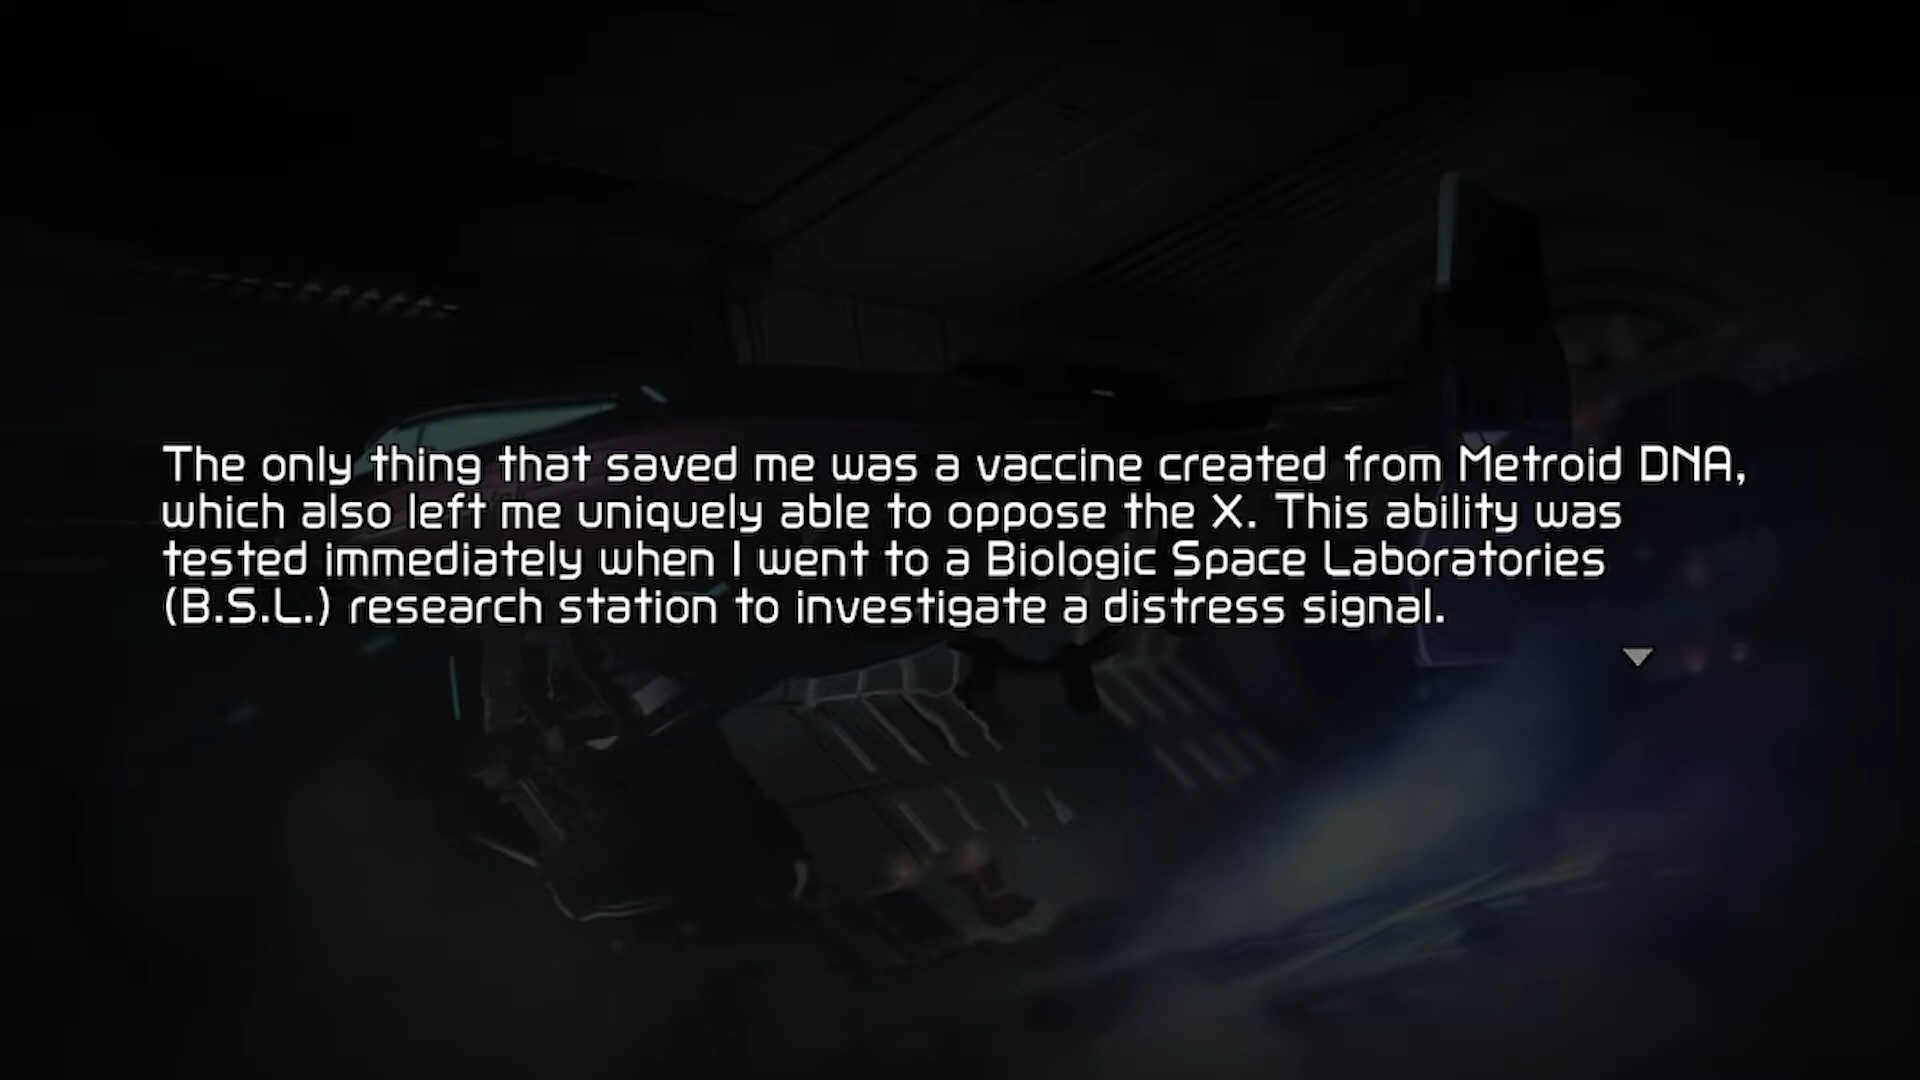 The only thing that saved me was a vaccine created from Metroid DNA,
which also left me uniquely able to oppose the X. This ability was
tested immediately when I went to a Biologic Space Laboratories
(B.S.L.) research station to investigate a distress signal.